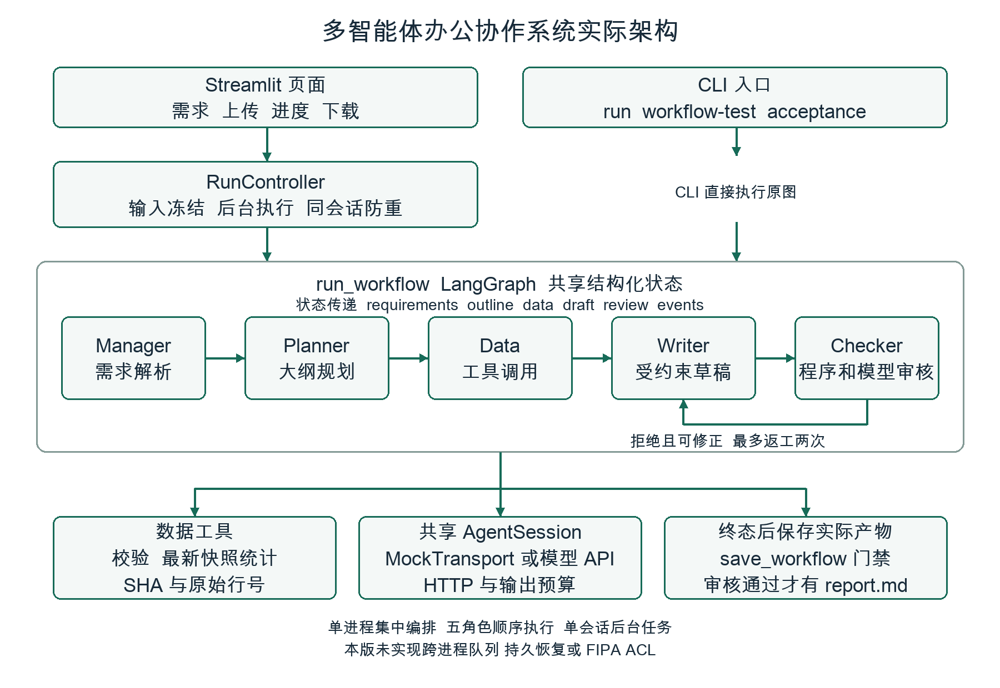 多智能体办公协作系统实际架构
Streamlit 页面
需求 上传 进度 下载
CLI 入口
run workflow-test acceptance
RunController
输入冻结 后台执行 同会话防重
CLI 直接执行原图
run_workflow LangGraph 共享结构化状态
状态传递 requirements outline data draft review events
Manager
需求解析
Planner
大纲规划
Data
工具调用
Writer
受约束草稿
Checker
程序和模型审核
拒绝且可修正 最多返工两次
数据工具
校验 最新快照统计
SHA 与原始行号
共享 AgentSession
MockTransport 或模型 API
HTTP 与输出预算
终态后保存实际产物
save_workflow 门禁
审核通过才有 report.md
单进程集中编排 五角色顺序执行 单会话后台任务
本版未实现跨进程队列 持久恢复或 FIPA ACL